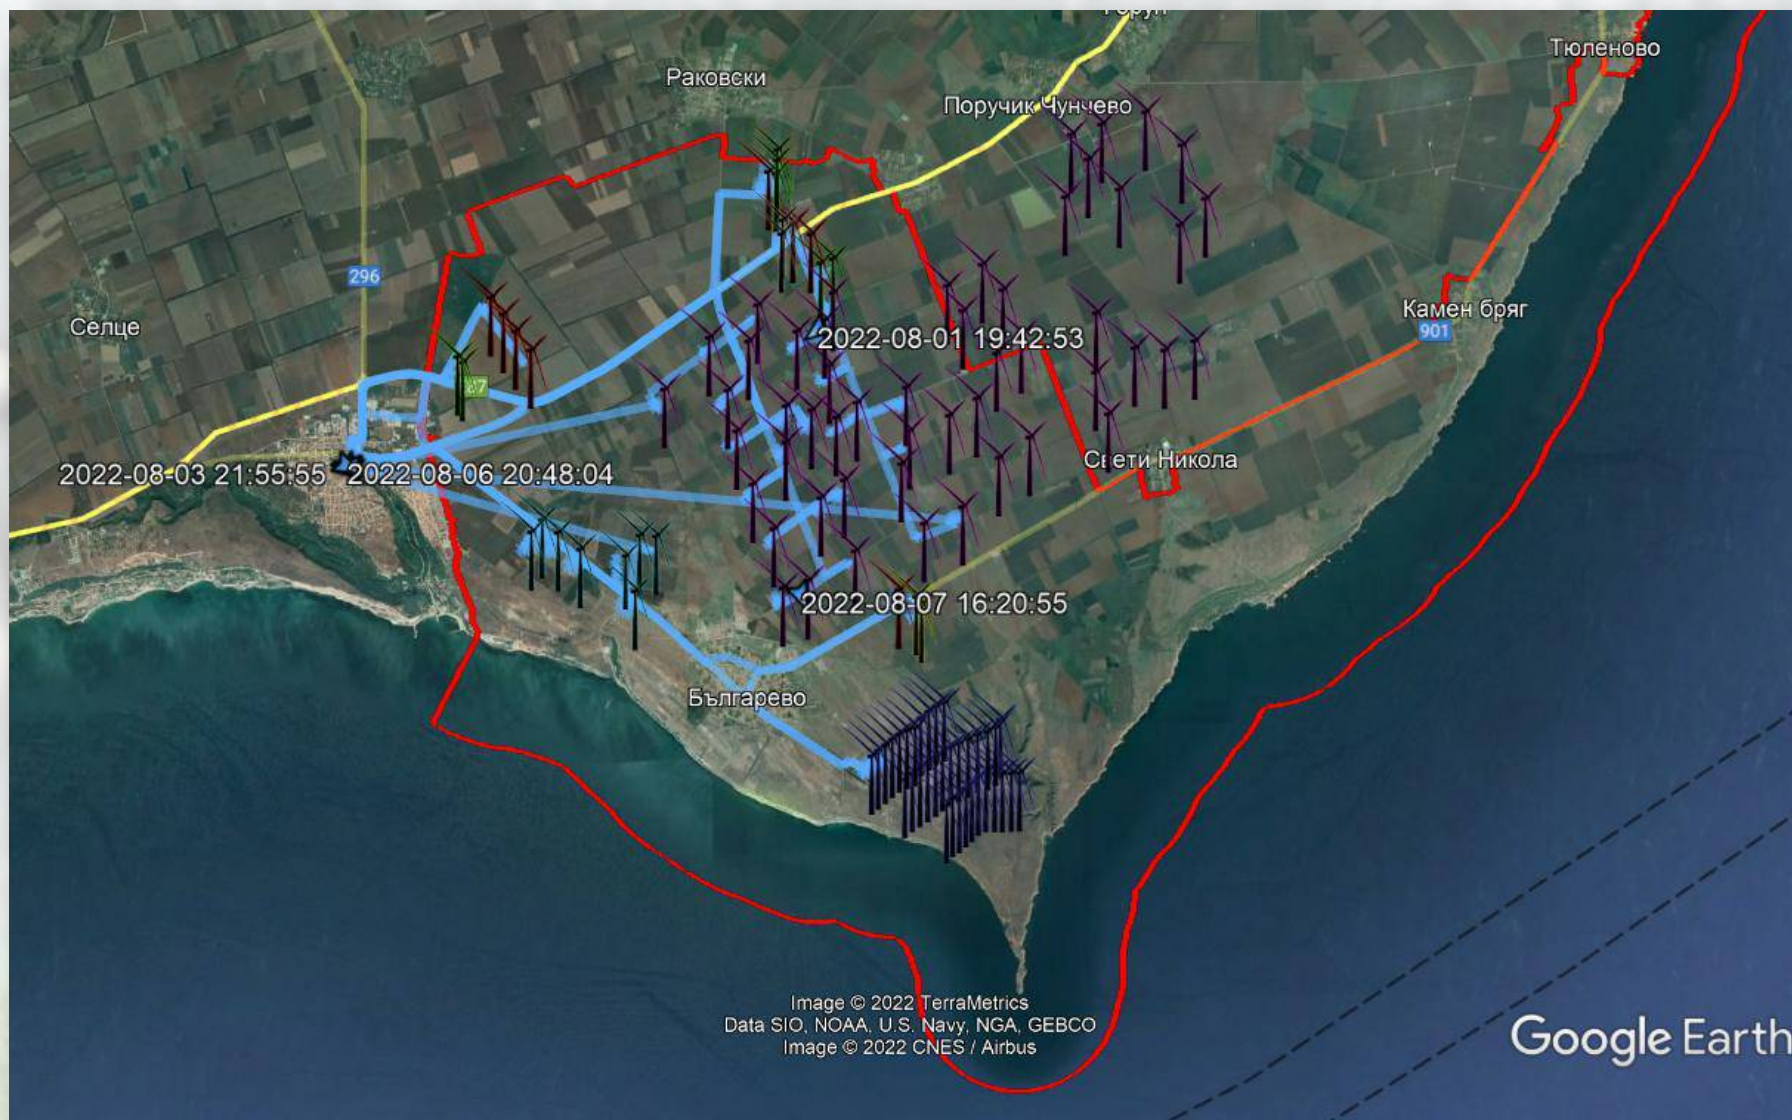 Тюленово
Раковски
Поручик Чунчево
296
Селце
2022-08-01 19:42:53
Камен бряг
901
Свети Никола
2022-08-03 21:55:55
2022-08-06 20:48:04
2022-08-07 16:20:55
Българево
Image © 2022 TerraMetrics
Data SIO, NOAA, U.S. Navy, NGA, GEBCO
Image © 2022 CNES / Airbus
Google Earth